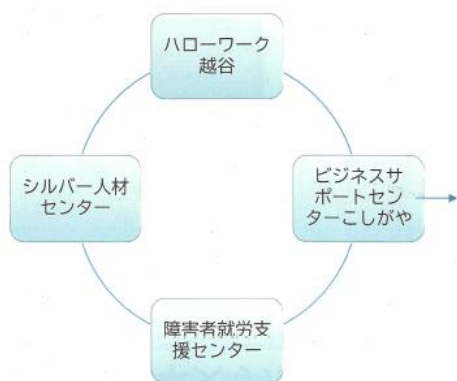 ハローワーク
越谷
シルバー人材
センター
ビジネスサ
ポートセン
ターこしがや
障害者就労支
援センター